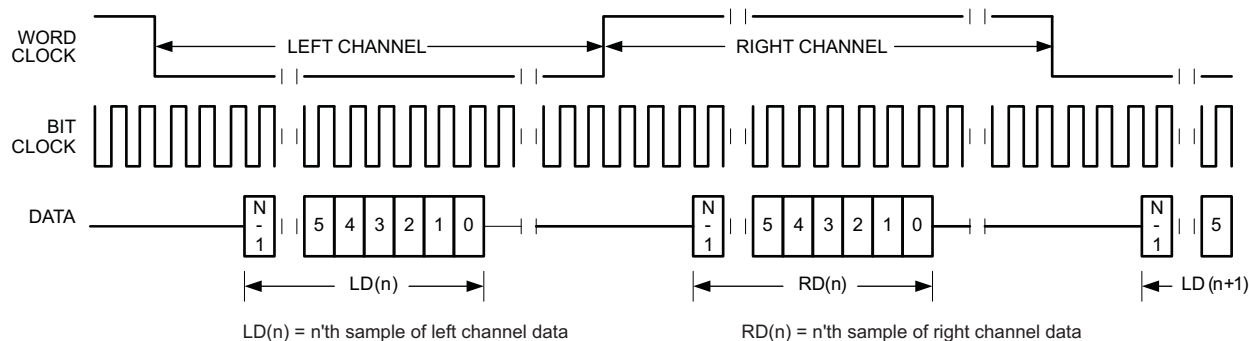 WORD
CLOCK
LEFT CHANNEL
RIGHT CHANNEL
BIT
CLOCK
DATA
N
-
1
5 4 3 2 1 0
N
-
1
5 4 3 2 1 0
N
-
1
5
LD(n)
RD(n)
LD (n+1)
LD(n) = n'th sample of left channel data
RD(n) = n'th sample of right channel data